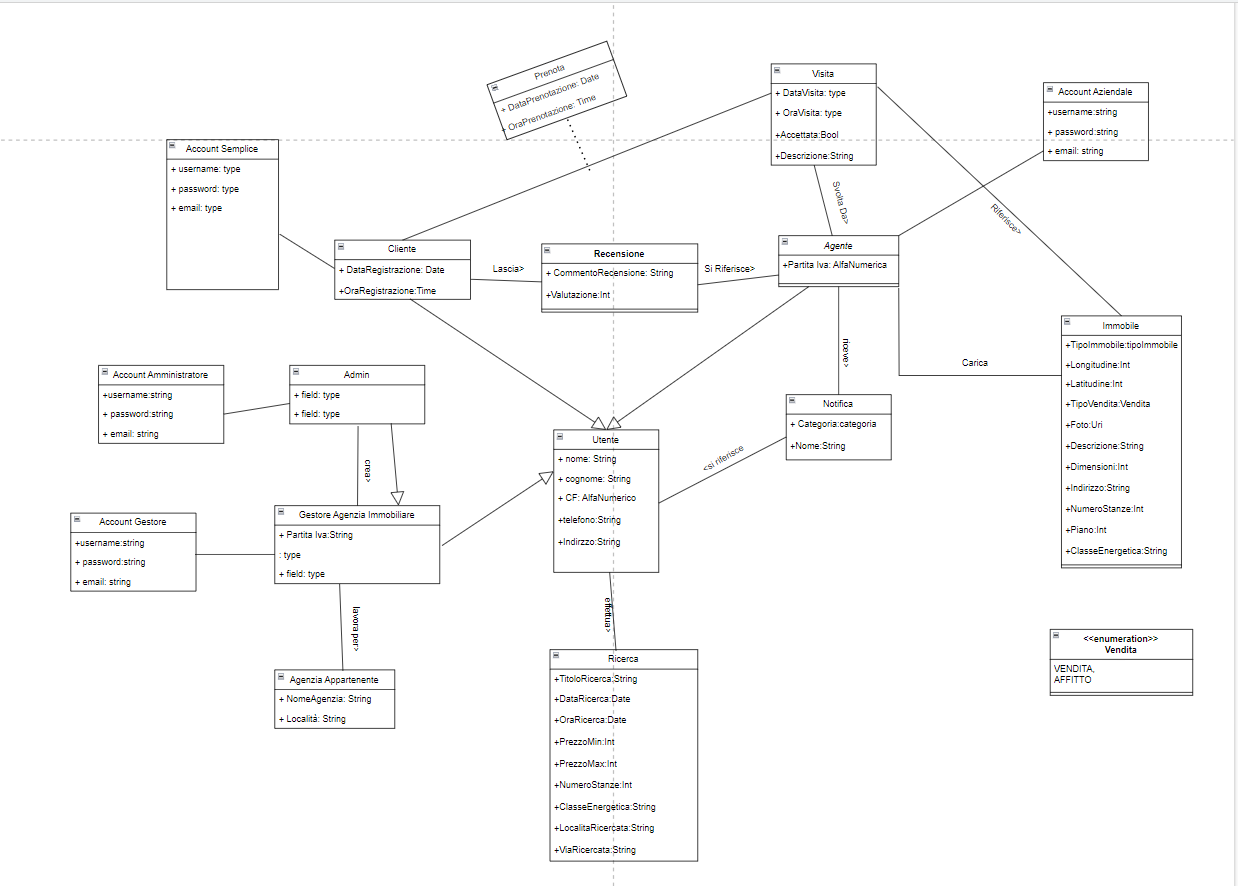 Prenota
+ DataPrenotazione: Date
+ OraPrenotazione: Time
Visita
+ DataVisita: type
+ OraVisita: type
+Accettata:Bool
+Descrizione:String
Account Aziendale
+username:string
+ password:string
+ email: string
Account Semplice
+ username: type
+ password: type
+ email: type
Svolta Da>
Riferisce>
Cliente
+ DataRegistrazione: Date
+OraRegistrazione:Time
Lascia>
Recensione
+ CommentoRecensione: String
+Valutazione:Int
Si Riferisce>
Agente
+Partita Iva: AlfaNumerica
Immobile
+TipoImmobile:tipoImmobile
+Longitudine:Int
+Latitudine:Int
+TipoVendita:Vendita
+Foto:Uri
+Descrizione:String
+Dimensioni:Int
+Indirizzo:String
+NumeroStanze:Int
+Piano:Int
+ClasseEnergetica:String
Carica
riceve>
Account Amministratore
+username:string
+ password:string
+ email: string
Admin
+ field: type
+ field: type
Notifica
+ Categoria:categoria
+Nome:String
<si riferisce
Utente
+ nome: String
+ cognome: String
+ CF: AlfaNumerico
+telefono:String
+Indirzzo:String
crea>
Account Gestore
+username:string
+ password:string
+ email: string
Gestore Agenzia Immobiliare
+ Partita Iva:String
: type
+ field: type
lavora per>
effettua>
Agenzia Appartenente
+ NomeAgenzia: String
+ Località: String
Ricerca
+TitoloRicerca:String
+DataRicerca:Date
+OraRicerca:Date
+PrezzoMin:Int
+PrezzoMax:Int
+NumeroStanze:Int
+ClasseEnergetica:String
+LocalitaRicercata:String
+ViaRicercata:String
<<enumeration>>
Vendita
VENDITA,
AFFITTO